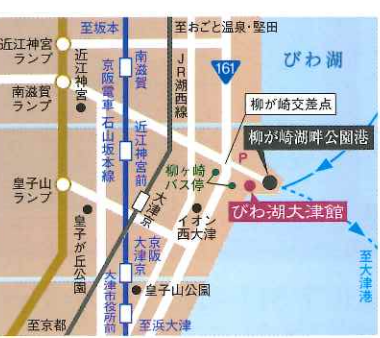 至坂本
至おごと温泉・堅田
近江神宮
ランプ
近江神宮
京阪電車 石山坂本線
南滋賀
JR湖西線
161
びわ湖
南滋賀
ランプ
柳が崎交差点
P
柳が崎湖畔公園港
近江神宮前
柳ヶ崎
バス停
皇子山
ランプ
大津京
イオン
西大津
びわ湖大津館
皇子が丘
公園
京阪
大津京
至大津港
大津市役所前
皇子山公園
至京都
至浜大津